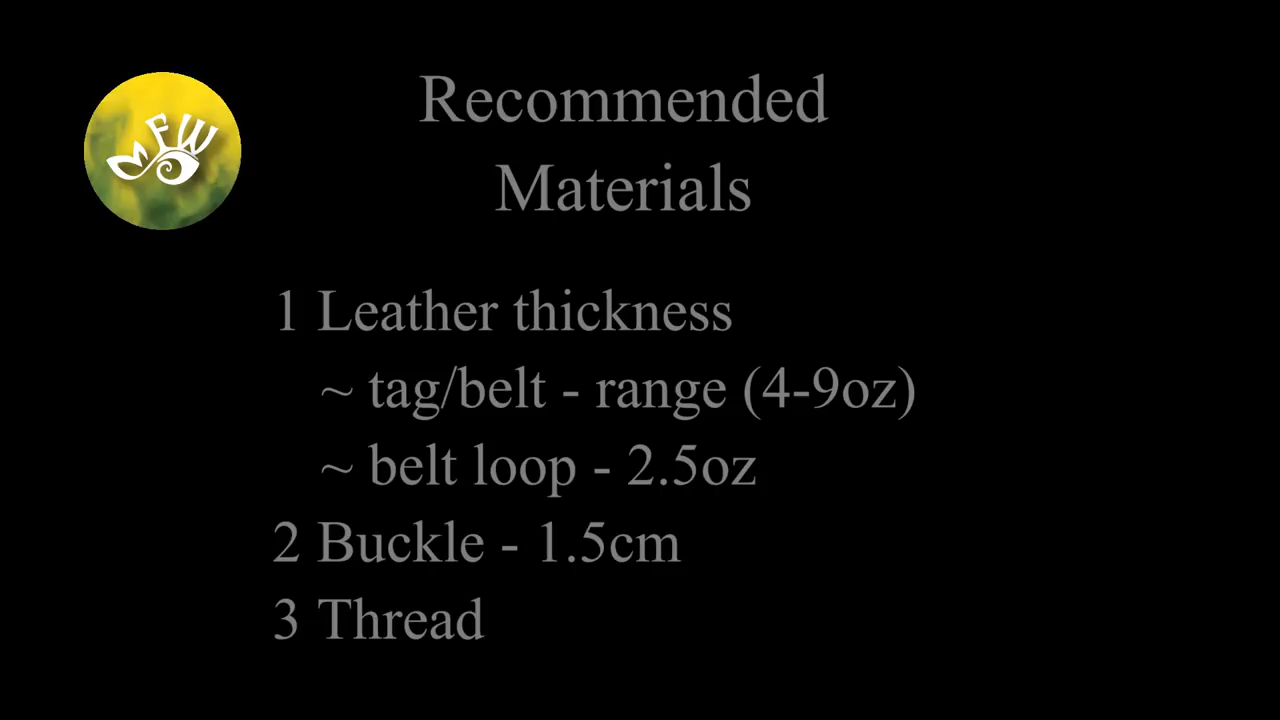 MFW
Recommended
Materials
1 Leather thickness
~ tag/belt - range (4-9oz)
~ belt loop - 2.5oz
2 Buckle - 1.5cm
3 Thread